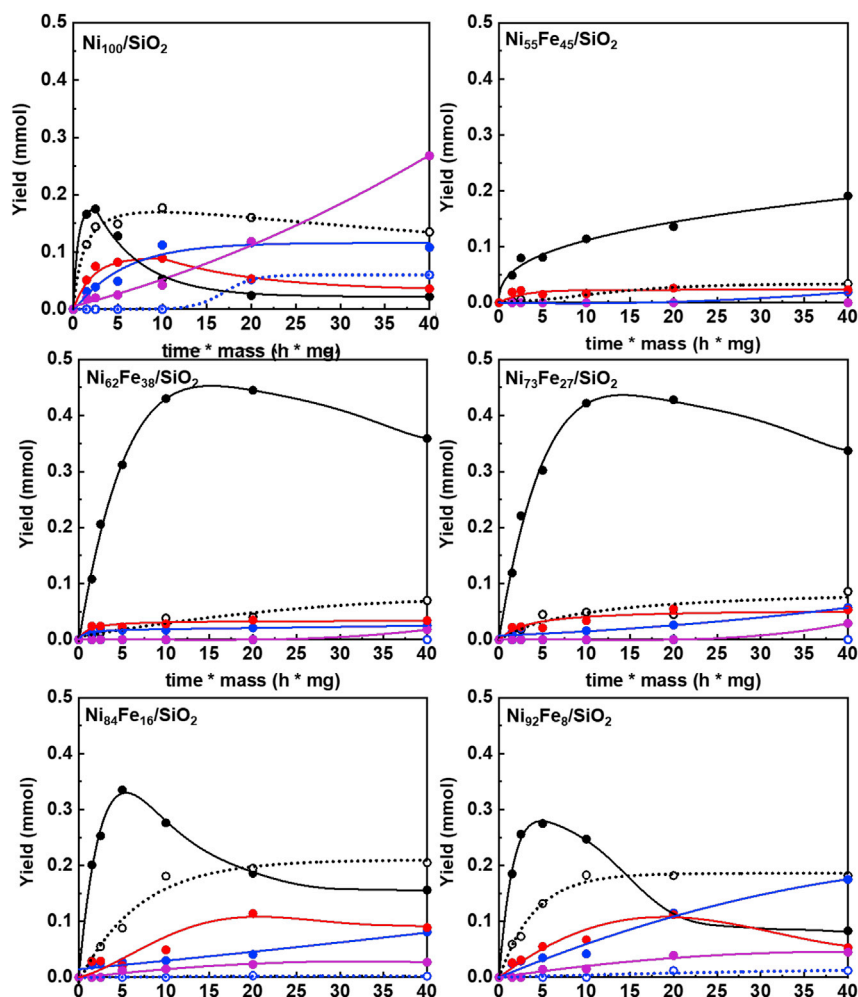 Ni₁₀₀/SiO₂
Yield (mmol)
0.5
0.4
0.3
0.2
0.1
0.0
0 5 10 15 20 25 30 35 40
time * mass (h * mg)
Ni₅₅Fe₄₅/SiO₂
Yield (mmol)
0.5
0.4
0.3
0.2
0.1
0.0
0 5 10 15 20 25 30 35 40
time * mass (h * mg)
Ni₆₂Fe₃₈/SiO₂
Yield (mmol)
0.5
0.4
0.3
0.2
0.1
0.0
0 5 10 15 20 25 30 35 40
time * mass (h * mg)
Ni₇₃Fe₂₇/SiO₂
Yield (mmol)
0.5
0.4
0.3
0.2
0.1
0.0
0 5 10 15 20 25 30 35 40
time * mass (h * mg)
Ni₈₄Fe₁₆/SiO₂
Yield (mmol)
0.5
0.4
0.3
0.2
0.1
0.0
0 5 10 15 20 25 30 35 40
Ni₉₂Fe₈/SiO₂
Yield (mmol)
0.5
0.4
0.3
0.2
0.1
0.0
0 5 10 15 20 25 30 35 40